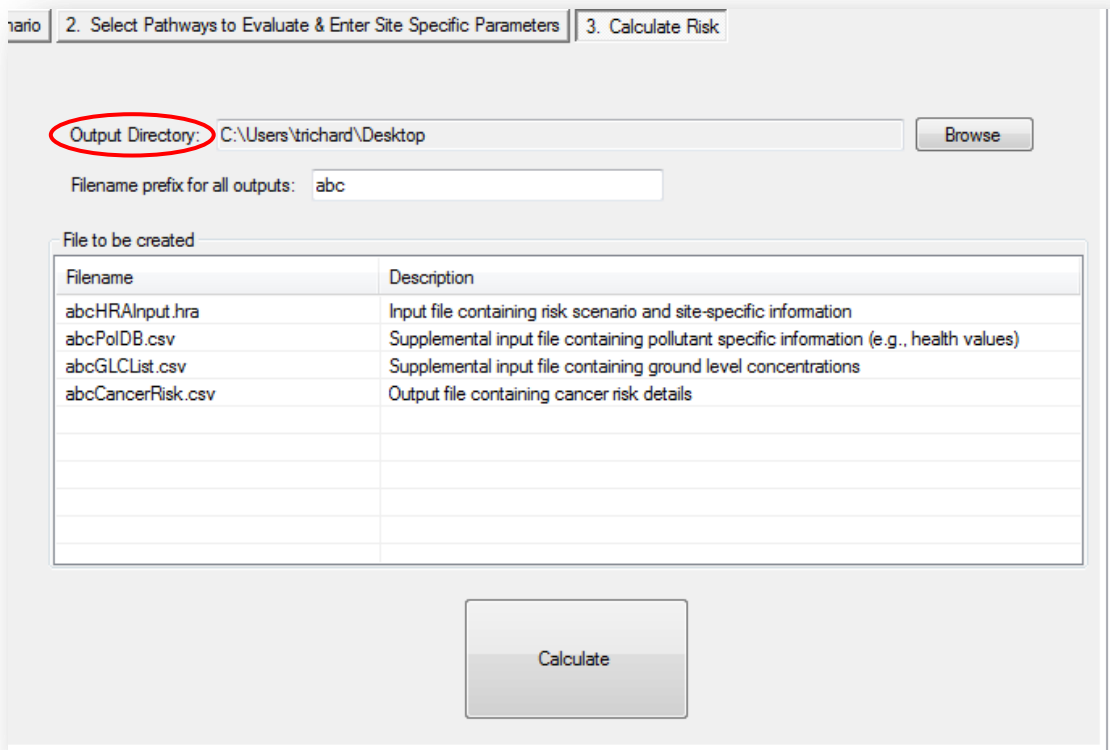 nario 2. Select Pathways to Evaluate & Enter Site Specific Parameters 3. Calculate Risk
Output Directory: C:\Users\trichard\Desktop Browse
Filename prefix for all outputs: abc
File to be created
Filename Description
abcHRAInput.hra Input file containing risk scenario and site-specific information
abcPolDB.csv Supplemental input file containing pollutant specific information (e.g., health values)
abcGLCList.csv Supplemental input file containing ground level concentrations
abcCancerRisk.csv Output file containing cancer risk details
Calculate